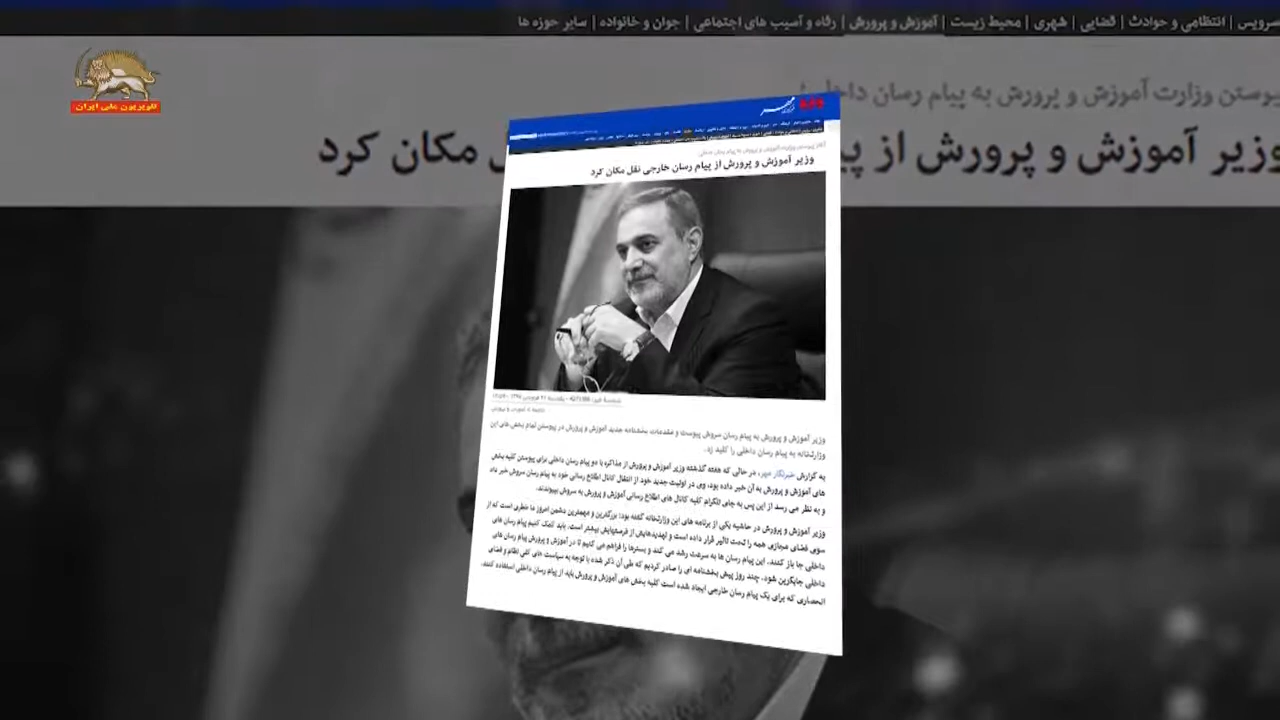 سرویس | انتظامی و حوادث | قضایی | شهری | محیط زیست | آموزش و پرورش | رفاه و آسیب های اجتماعی | جوان و خانواده | سایر حوزه ها
پیوستن وزارت آموزش و پرورش به پیام رسان داخلی؛
وزیر آموزش و پرورش از پی ل مکان کرد
تلویزیون ملی ایران
مهر
وزیر آموزش و پرورش از پیام رسان خارجی نقل مکان کرد
وزیر آموزش و پرورش به پیام رسان سروش پیوست و مقدمات بخشنامه جدید آموزش و پرورش در پیوستن تمام بخش های این
وزارتخانه به پیام رسان داخلی را کلید زد.
به گزارش خبرنگار مهر، در حالی که هفته گذشته وزیر آموزش و پرورش از مذاکره با دو پیام رسان داخلی برای پیوستن کلیه بخش
های آموزش و پرورش به آن خبر داده بود، وی در توئیت جدید خود از انتقال کانال اطلاع رسانی خود به پیام رسان سروش خبر داد
و به نظر می رسد از این پس به جای تلگرام کلیه کانال های اطلاع رسانی آموزش و پرورش به سروش بپیوندند.
وزیر آموزش و پرورش در حاشیه یکی از برنامه های این وزارتخانه گفته بود: بزرگترین و مهمترین دشمن امروز ما خطری است که از
سوی فضای مجازی همه را تحت تاثیر قرار داده است و تهدیدهایش از فرصتهایش بیشتر است. باید کمک کنیم پیام رسان های
داخلی جا باز کنند. این پیام رسان ها به سرعت رشد می کند و بسترها را فراهم می کنیم تا در آموزش و پرورش پیام رسان های
داخلی جایگزین شود. چند روز پیش بخشنامه ای را صادر کردیم که طی آن ذکر شده با توجه به سیاست های کلی نظام و فضای
انحصاری که برای یک پیام رسان خارجی ایجاد شده است کلیه بخش های آموزش و پرورش باید از پیام رسان داخلی استفاده کنند.